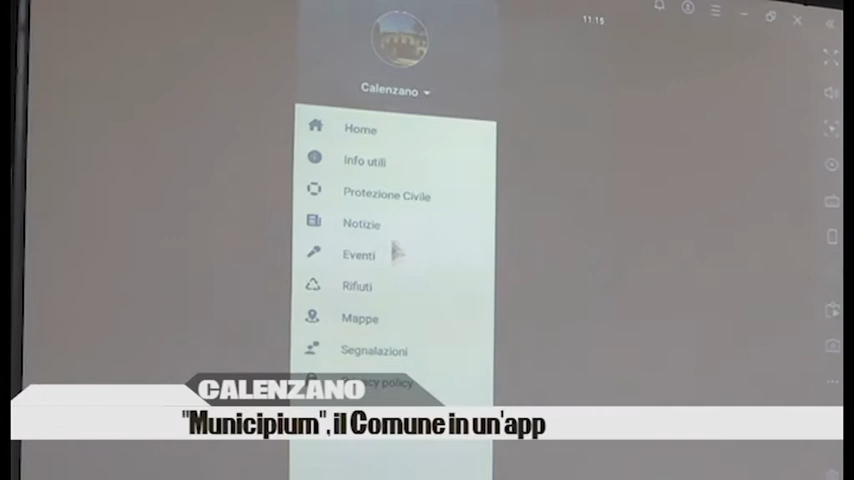 11:15
Calenzano
Home
Info utili
Protezione Civile
Notizie
Eventi
Rifiuti
Mappe
Segnalazioni
policy
CALENZANO
"Municipium", il Comune in un'app